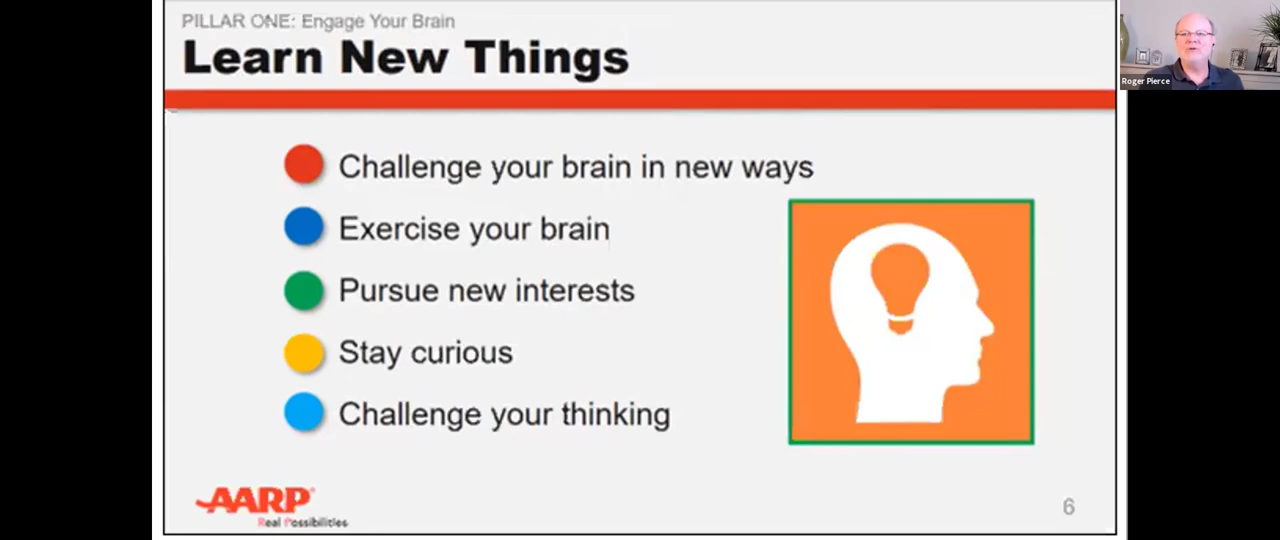 PILLAR ONE: Engage Your Brain
Learn New Things
Roger Pierce
Challenge your brain in new ways
Exercise your brain
Pursue new interests
Stay curious
Challenge your thinking
AARP
Real Possibilities
6